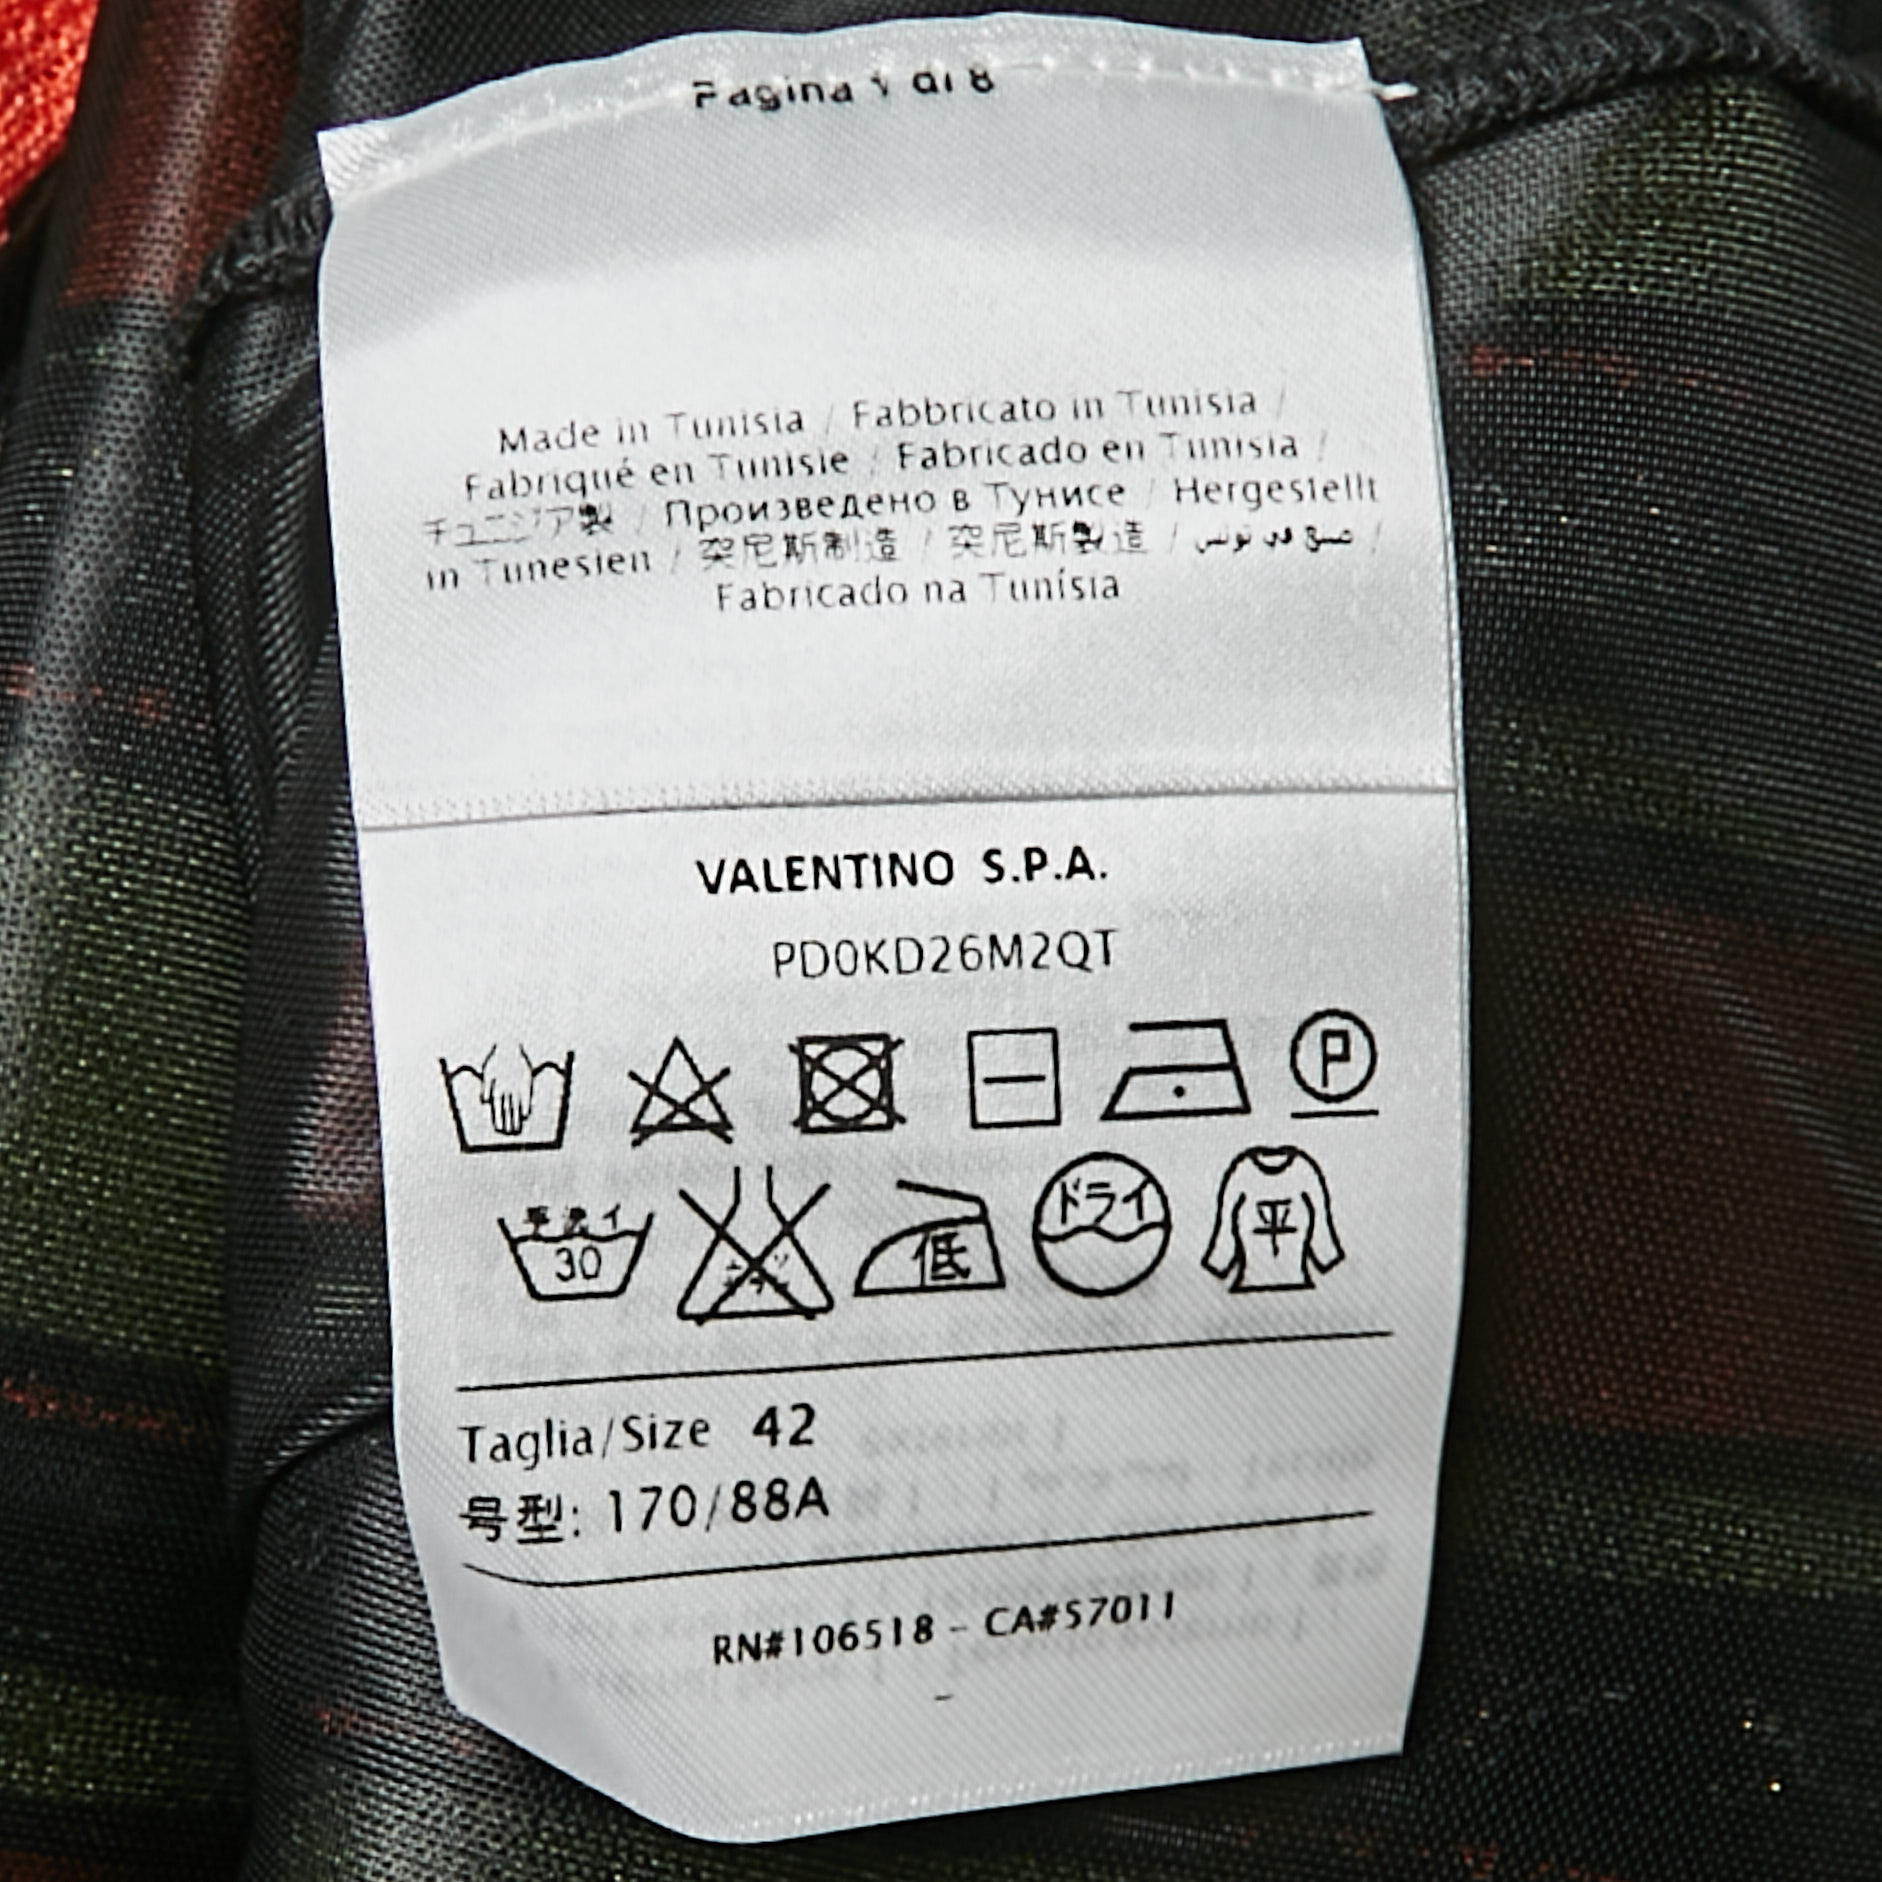 Pagina 1 di 8
Made in Tunisia / Fabbricato in Tunisia /
Fabriqué en Tunisie / Fabricado en Tunisia /
チュニジア製 / Произведено в Тунисе / Hergestellt
in Tunesien / 突尼斯制造 / 突尼斯製造 / صنع في تونس /
Fabricado na Tunísia
VALENTINO S.P.A.
PD0KD26M2QT
P
手洗イ 30 低 ドライ 平
Taglia/Size 42
号型: 170/88A
RN#106518 - CA#57011
-